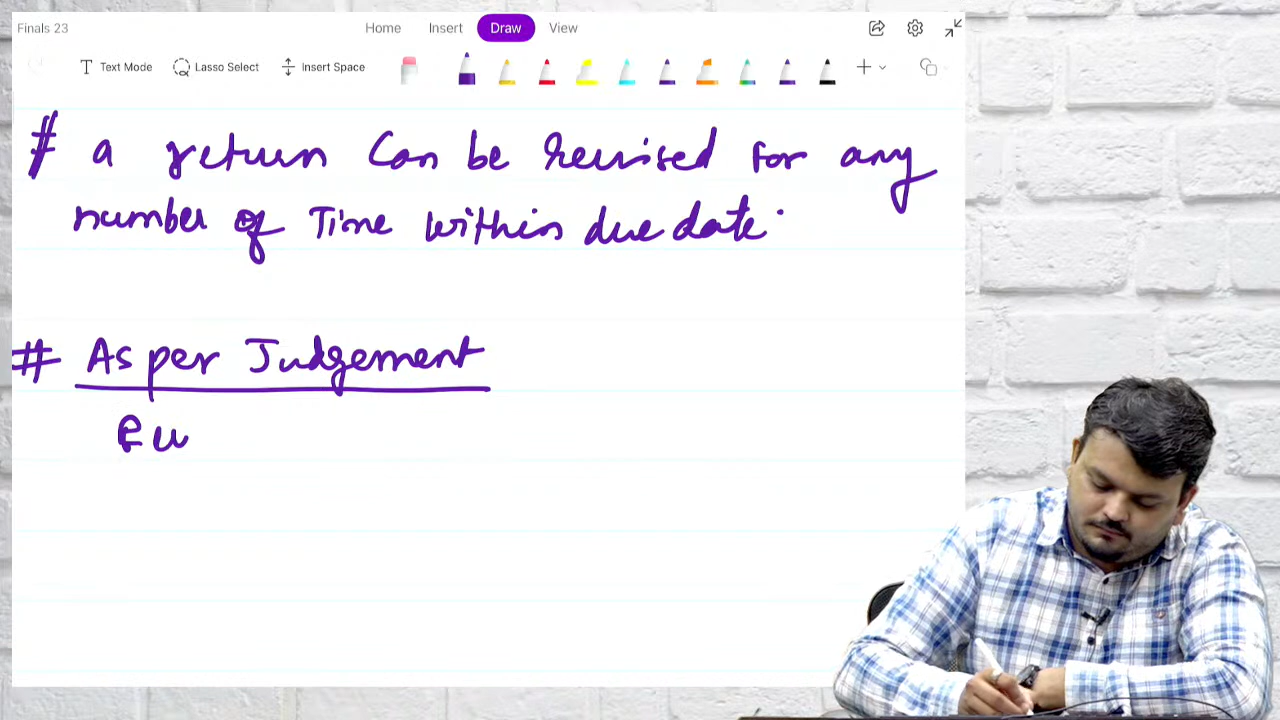 Finals 23
Home Insert Draw View
Text Mode Lasso Select Insert Space
# a return can be revised for any
number of Time within due date.
# As per Judgement